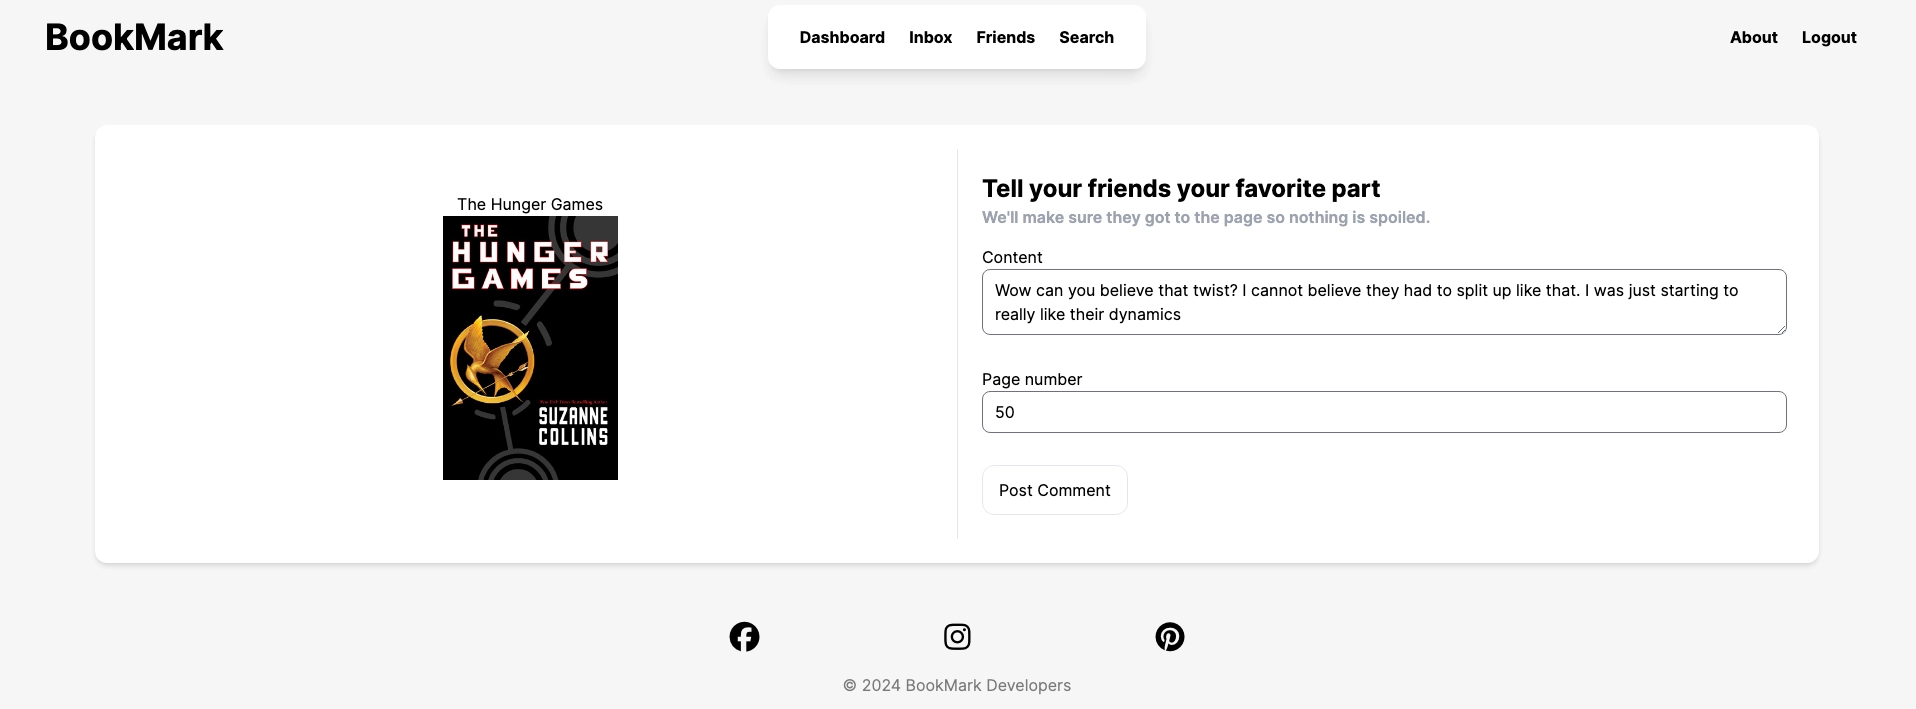 BookMark
Dashboard Inbox Friends Search
About Logout
The Hunger Games
THE
HUNGER
GAMES
SUZANNE
COLLINS
Tell your friends your favorite part
We'll make sure they got to the page so nothing is spoiled.
Content
Wow can you believe that twist? I cannot believe they had to split up like that. I was just starting to
really like their dynamics
Page number
50
Post Comment
© 2024 BookMark Developers